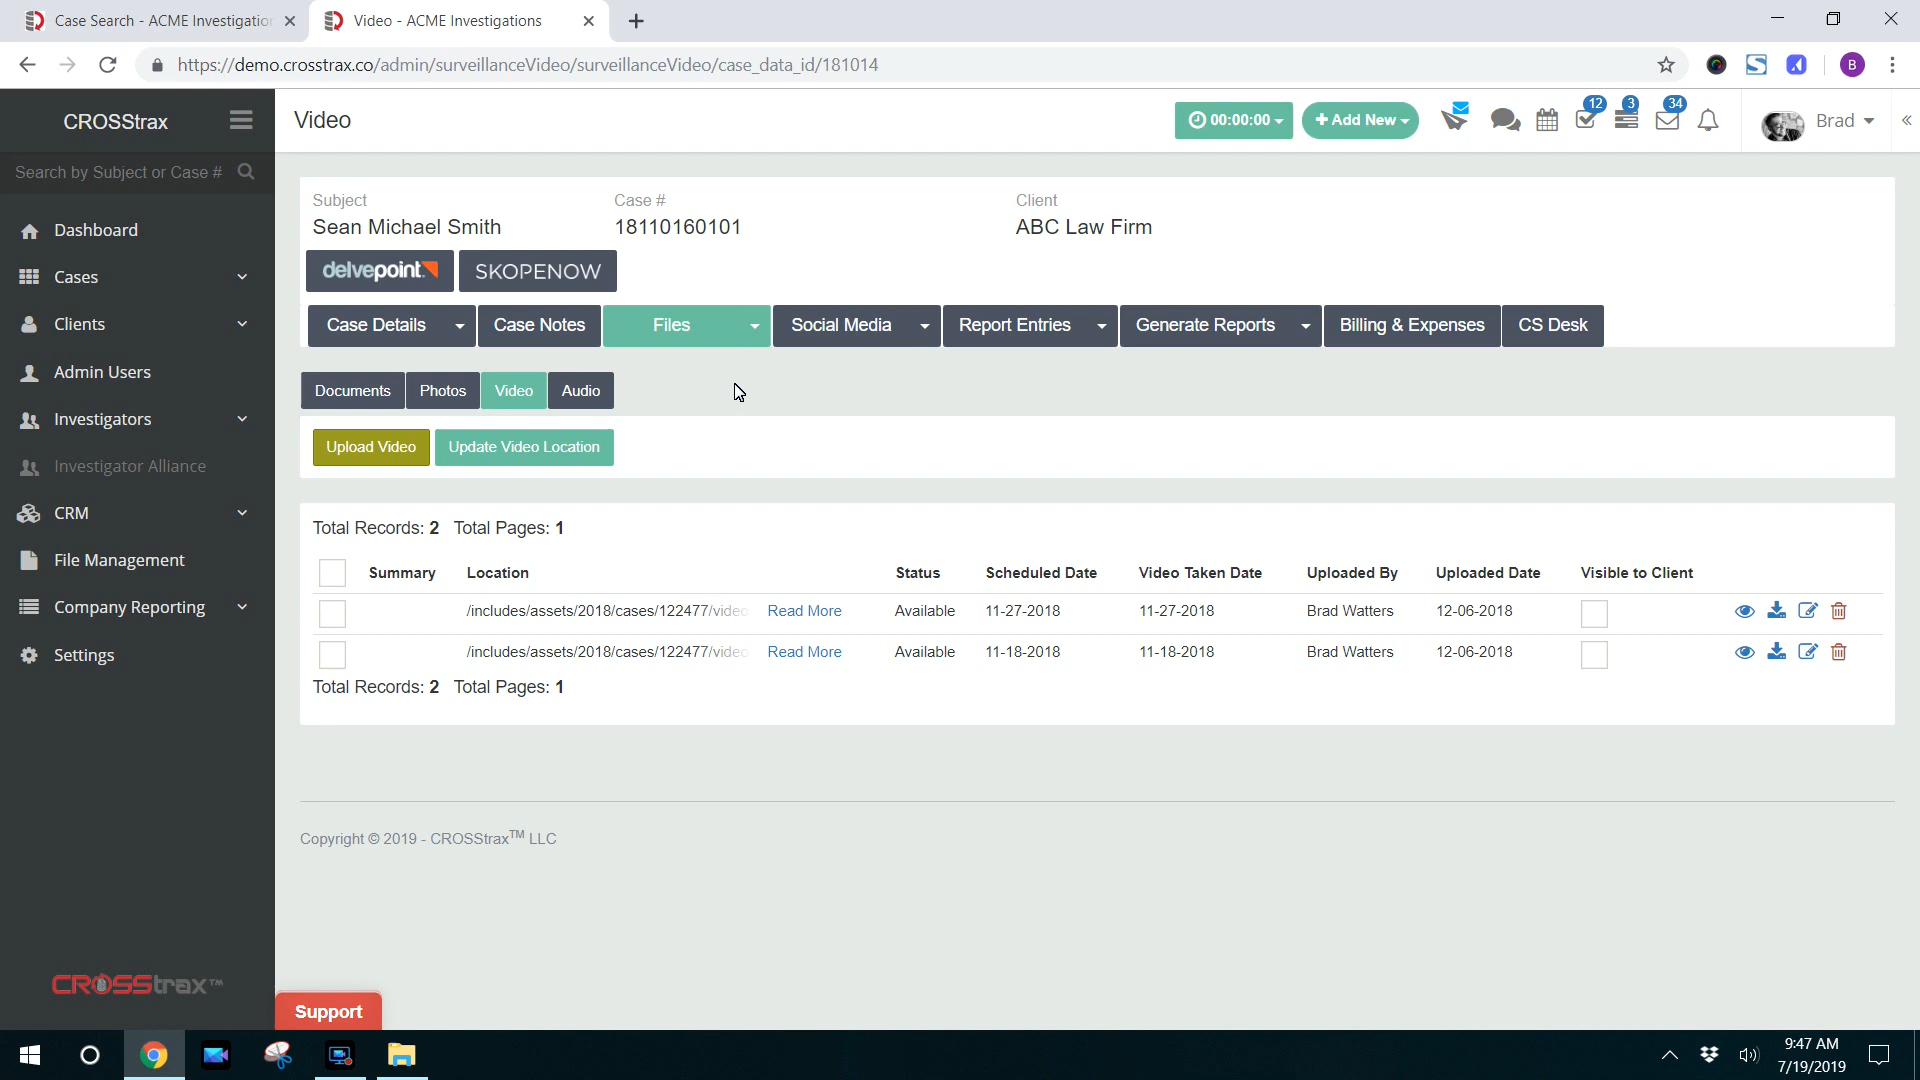 Case Search - ACME Investigation
Video - ACME Investigations
https://demo.crosstrax.co/admin/surveillanceVideo/surveillanceVideo/case_data_id/181014
B
CROSStrax
Video
00:00:00
+ Add New
12
3
34
Brad
Search by Subject or Case #
Dashboard
Cases
Clients
Admin Users
Investigators
Investigator Alliance
CRM
File Management
Company Reporting
Settings
CROSStrax™
Subject
Case #
Client
Sean Michael Smith
18110160101
ABC Law Firm
delvepoint.
SKOPENOW
Case Details
Case Notes
Files
Social Media
Report Entries
Generate Reports
Billing & Expenses
CS Desk
Documents
Photos
Video
Audio
Upload Video
Update Video Location
Total Records: 2 Total Pages: 1
Summary Location Status Scheduled Date Video Taken Date Uploaded By Uploaded Date Visible to Client
/includes/assets/2018/cases/122477/video Read More Available 11-27-2018 11-27-2018 Brad Watters 12-06-2018
/includes/assets/2018/cases/122477/video Read More Available 11-18-2018 11-18-2018 Brad Watters 12-06-2018
Total Records: 2 Total Pages: 1
Copyright © 2019 - CROSStrax™ LLC
Support
9:47 AM
7/19/2019